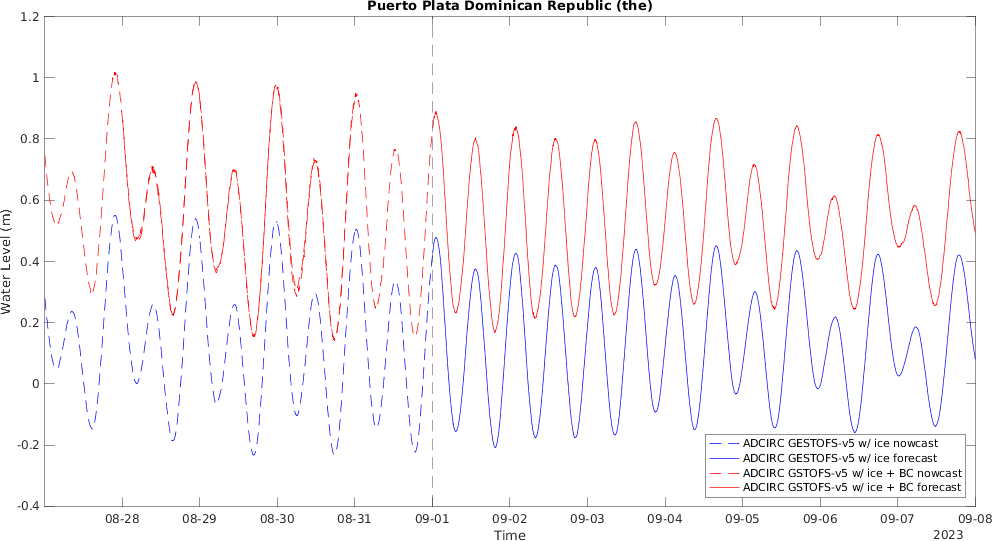 Puerto Plata Dominican Republic (the)
1.2
1
0.8
0.6
0.4
0.2
0
-0.2
-0.4
Water Level (m)
ADCIRC GESTOFS-v5 w/ ice nowcast
ADCIRC GESTOFS-v5 w/ ice forecast
ADCIRC GSTOFS-v5 w/ ice + BC nowcast
ADCIRC GSTOFS-v5 w/ ice + BC forecast
08-28 08-29 08-30 08-31 09-01 09-02 09-03 09-04 09-05 09-06 09-07 09-08
Time
2023